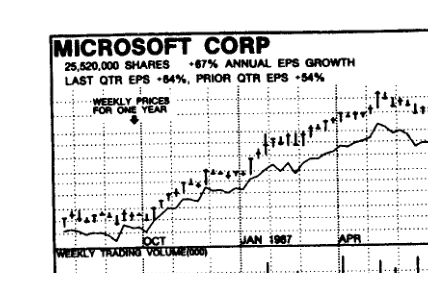 MICROSOFT CORP
25,520,000 SHARES +67% ANNUAL EPS GROWTH
LAST QTR EPS +64%, PRIOR QTR EPS +54%
WEEKLY PRICES
FOR ONE YEAR
OCT JAN 1987 APR
WEEKLY TRADING VOLUME(000)